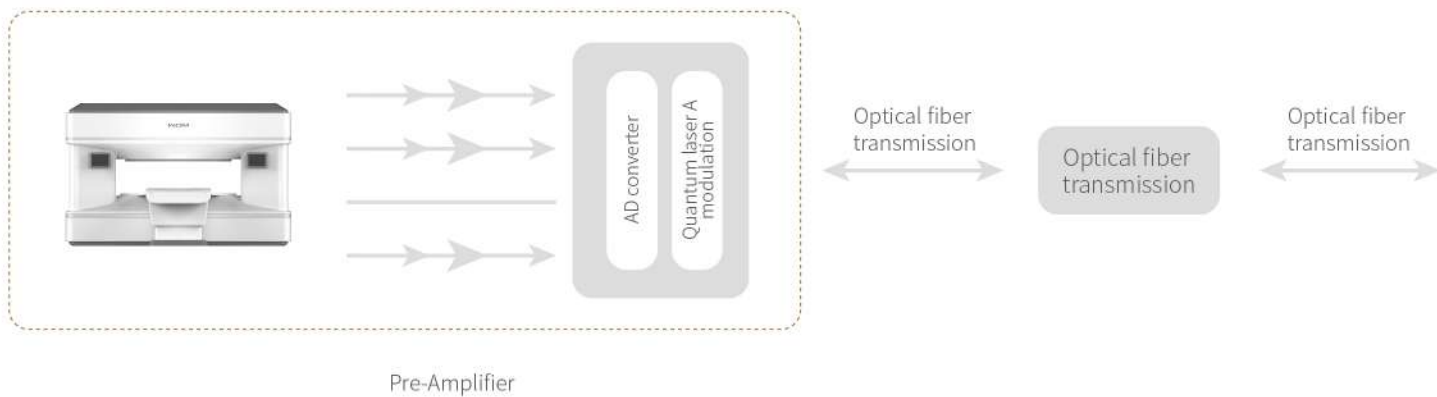 AD converter
Quantum laser A
modulation
Optical fiber
transmission
Optical fiber
transmission
Optical fiber
transmission
Pre-Amplifier